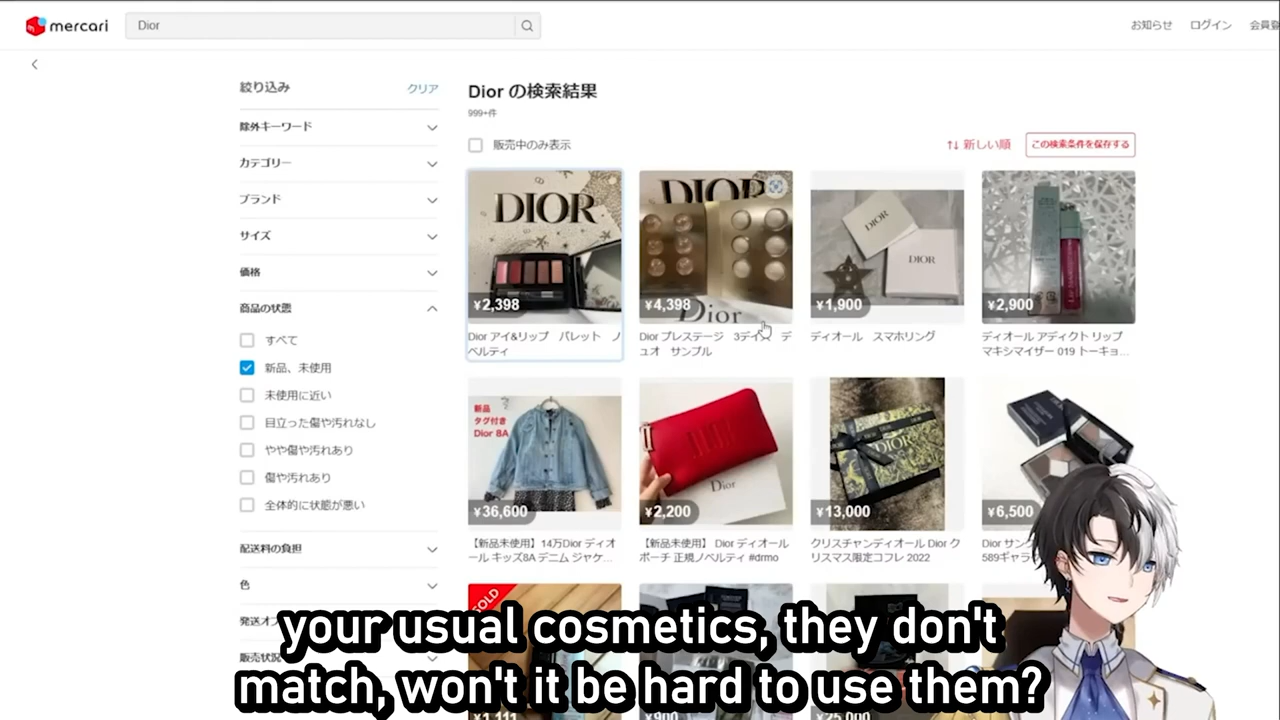 mercari
Dior
お知らせ
ログイン
絞り込み
クリア
除外キーワード
カテゴリー
ブランド
サイズ
価格
商品の状態
すべて
新品、未使用
未使用に近い
目立った傷や汚れなし
やや傷や汚れあり
傷や汚れあり
全体的に状態が悪い
配送料の負担
色
販売状況
Dior の検索結果
999+件
販売中のみ表示
新しい順
この検索条件を保存する
DIOR
¥2,398
Dior アイ&リップ パレット ノ
ベルティ
DIOR
Dior
¥4,398
Dior プレステージ
ュオ サンプル
DIOR
DIOR
¥1,900
ディオール スマホリング
¥2,900
ディオール アディクト リップ
マキシマイザー 019 トーキョ...
新品
タグ付き
Dior 8A
¥36,600
【新品未使用】14万Dior ディオ
ール キッズ8A デニム ジャケ...
DIOR
Dior
¥2,200
【新品未使用】 Dior ディオール
ポーチ 正規ノベルティ #drmo
DIOR
¥13,000
クリスチャンディオール Dior ク
リスマス限定コフレ 2022
¥6,500
Dior
SOLD
¥1,111
¥900
¥25,000
your usual cosmetics, they don't
match, won't it be hard to use them?